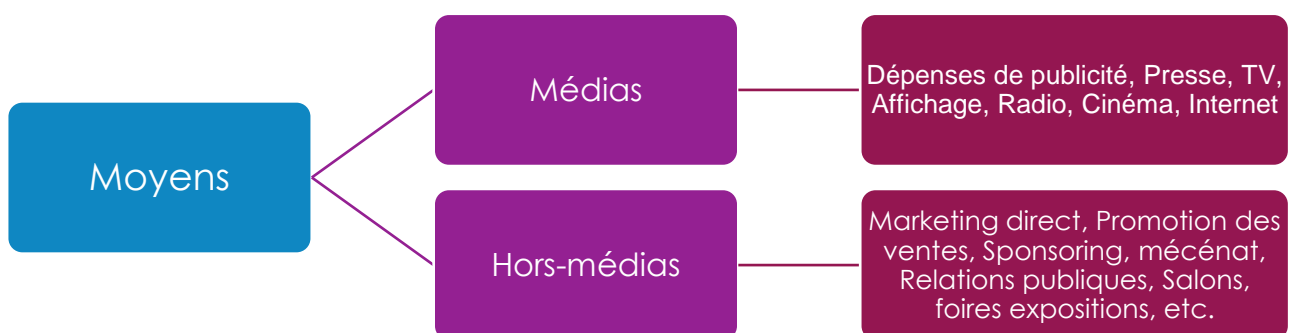 Moyens
Médias
Dépenses de publicité, Presse, TV,
Affichage, Radio, Cinéma, Internet
Hors-médias
Marketing direct, Promotion des
ventes, Sponsoring, mécénat,
Relations publiques, Salons,
foires expositions, etc.